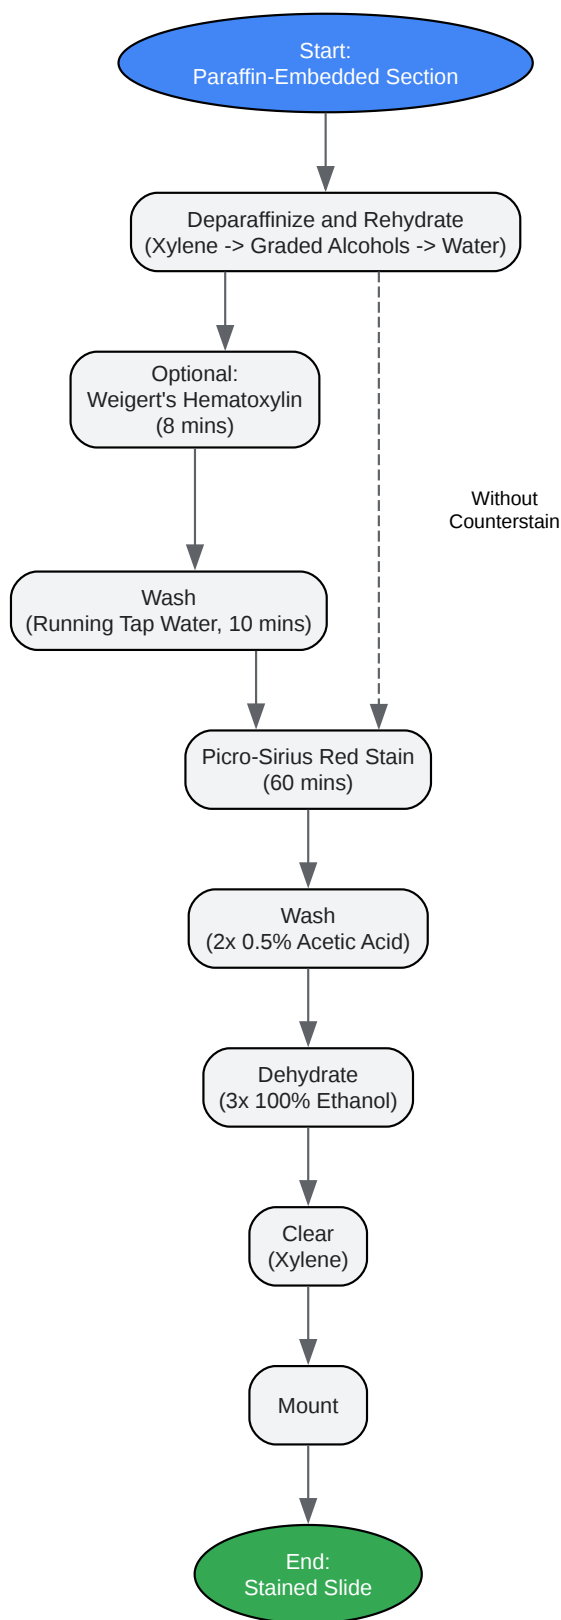 Start:
Paraffin-Embedded Section
Deparaffinize and Rehydrate
(Xylene -> Graded Alcohols -> Water)
Optional:
Weigert's Hematoxylin
(8 mins)
Without
Counterstain
Wash
(Running Tap Water, 10 mins)
Picro-Sirius Red Stain
(60 mins)
Wash
(2x 0.5% Acetic Acid)
Dehydrate
(3x 100% Ethanol)
Clear
(Xylene)
Mount
End:
Stained Slide